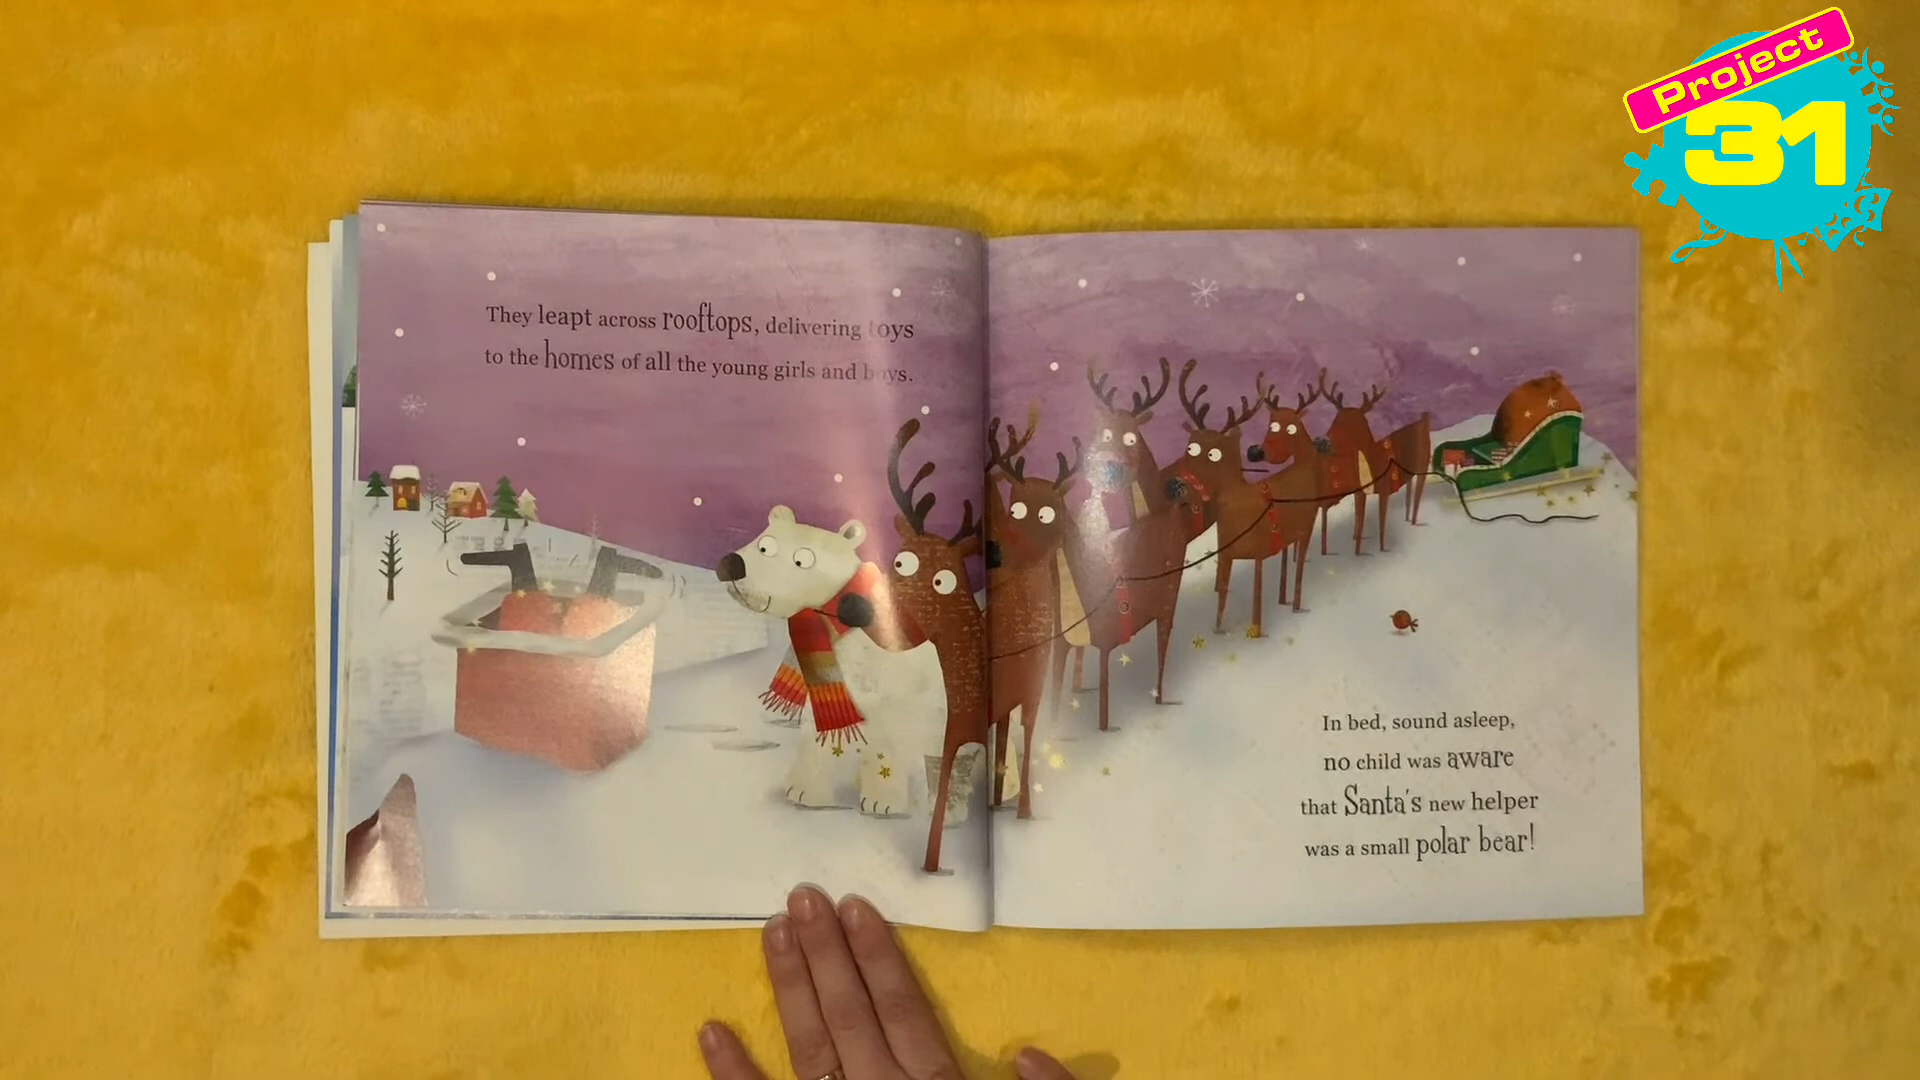 They leapt across rooftops, delivering toys
to the homes of all the young girls and boys.
In bed, sound asleep,
no child was aware
that Santa's new helper
was a small polar bear!
Project
31